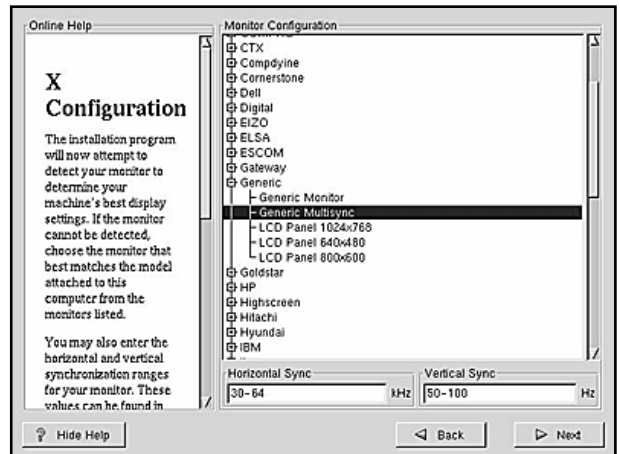 Online Help
X
Configuration
The installation program
will now attempt to
detect your monitor to
determine your
machine's best display
settings. If the monitor
cannot be detected,
choose the monitor that
best matches the model
attached to this
computer from the
monitors listed.
You may also enter the
horizontal and vertical
synchronization ranges
for your monitor. These
values can be found in
Monitor Configuration
CTX
Compdyine
Cornerstone
Dell
Digital
EIZO
ELSA
ESCOM
Gateway
Generic
Generic Monitor
Generic Multisync
LCD Panel 1024x768
LCD Panel 640x480
LCD Panel 800x600
Goldstar
HP
Highscreen
Hitachi
Hyundai
IBM
Horizontal Sync
30-64 kHz
Vertical Sync
50-100 Hz
? Hide Help
Back
Next